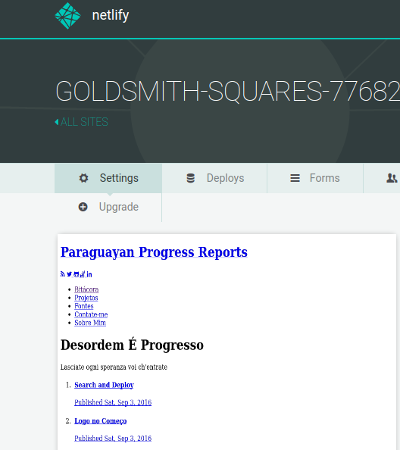 netlify
GOLDSMITH-SQUARES-77682
ALL SITES
Settings
Deploys
Forms
Upgrade
Paraguayan Progress Reports
Bitácora
Projetos
Fontes
Contate-me
Sobre Mim
Desordem É Progresso
Lasciate ogni speranza voi ch'entrate
1. Search and Deploy
Published Sat, Sep 3, 2016
2. Logo no Começo
Published Sat, Sep 3, 2016